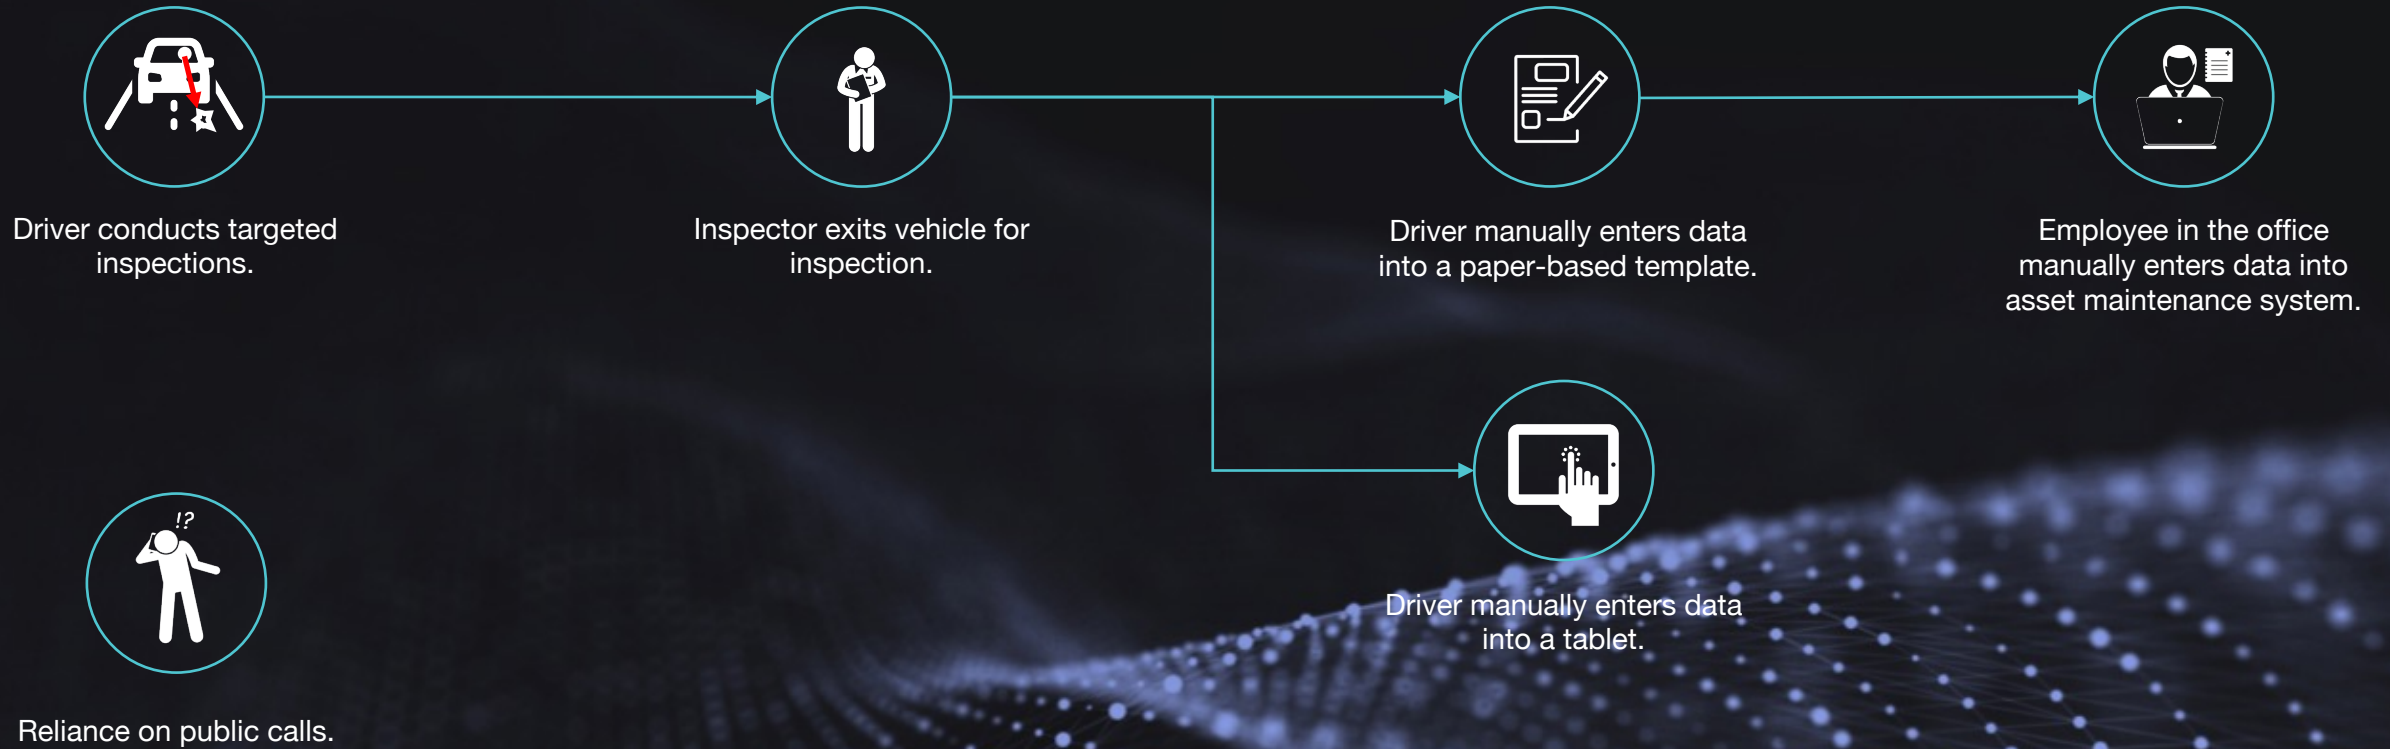 Driver conducts targeted
inspections.
Inspector exits vehicle for
inspection.
Driver manually enters data
into a paper-based template.
Employee in the office
manually enters data into
asset maintenance system.
!?
Driver manually enters data
into a tablet.
Reliance on public calls.